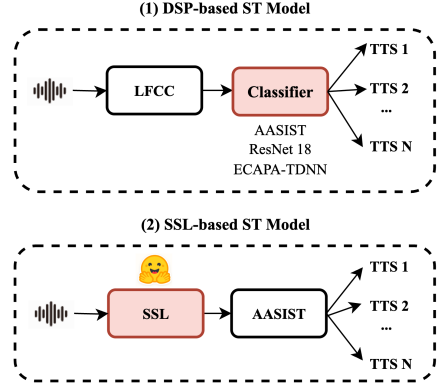 (1) DSP-based ST Model
LFCC
Classifier
AASIST
ResNet 18
ECAPA-TDNN
TTS 1
TTS 2
...
TTS N
(2) SSL-based ST Model
SSL
AASIST
TTS 1
TTS 2
...
TTS N